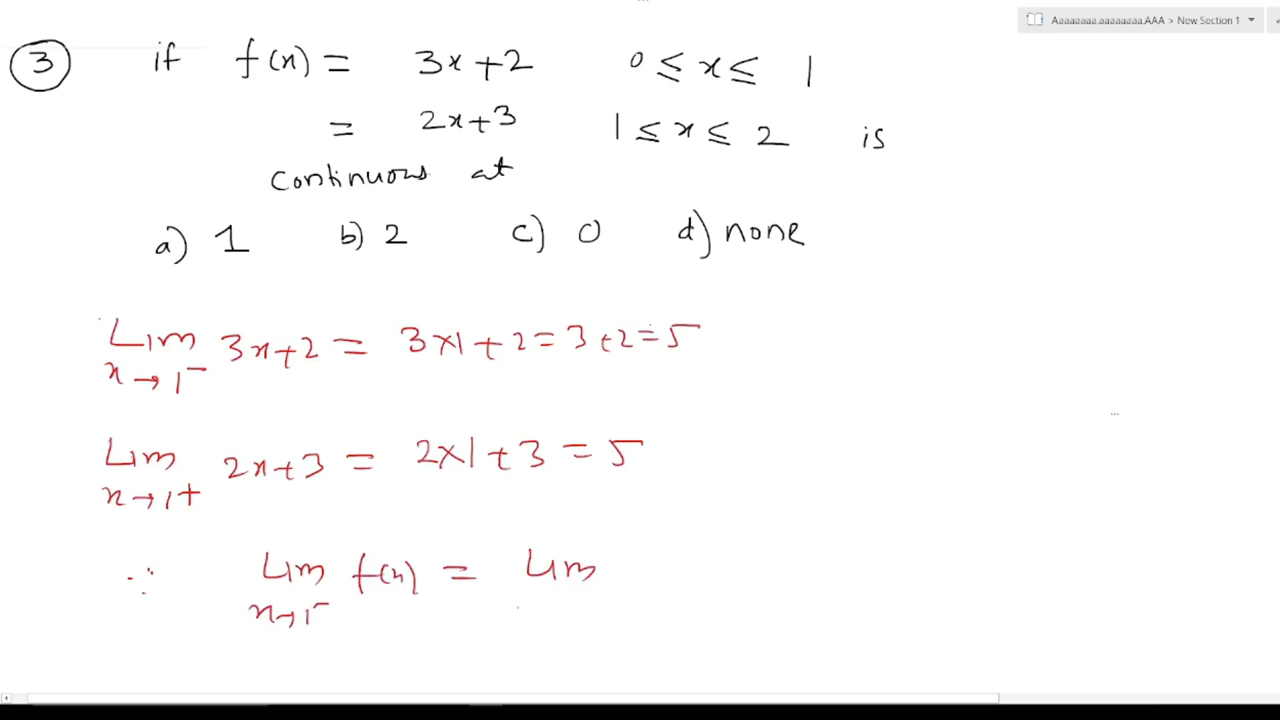 Aaaaaaa.aaaaaaaa.AAA > New Section 1
3 if f(x) = 3x+2 0 ≤ x ≤ 1
= 2x+3 1 ≤ x ≤ 2 is
continuous at
a) 1 b) 2 c) 0 d) none
Lim x→1⁻ 3x+2 = 3×1+2=3+2=5
Lim x→1+ 2x+3 = 2×1+3 = 5
∵ Lim x→1⁻ f(x) = Lim